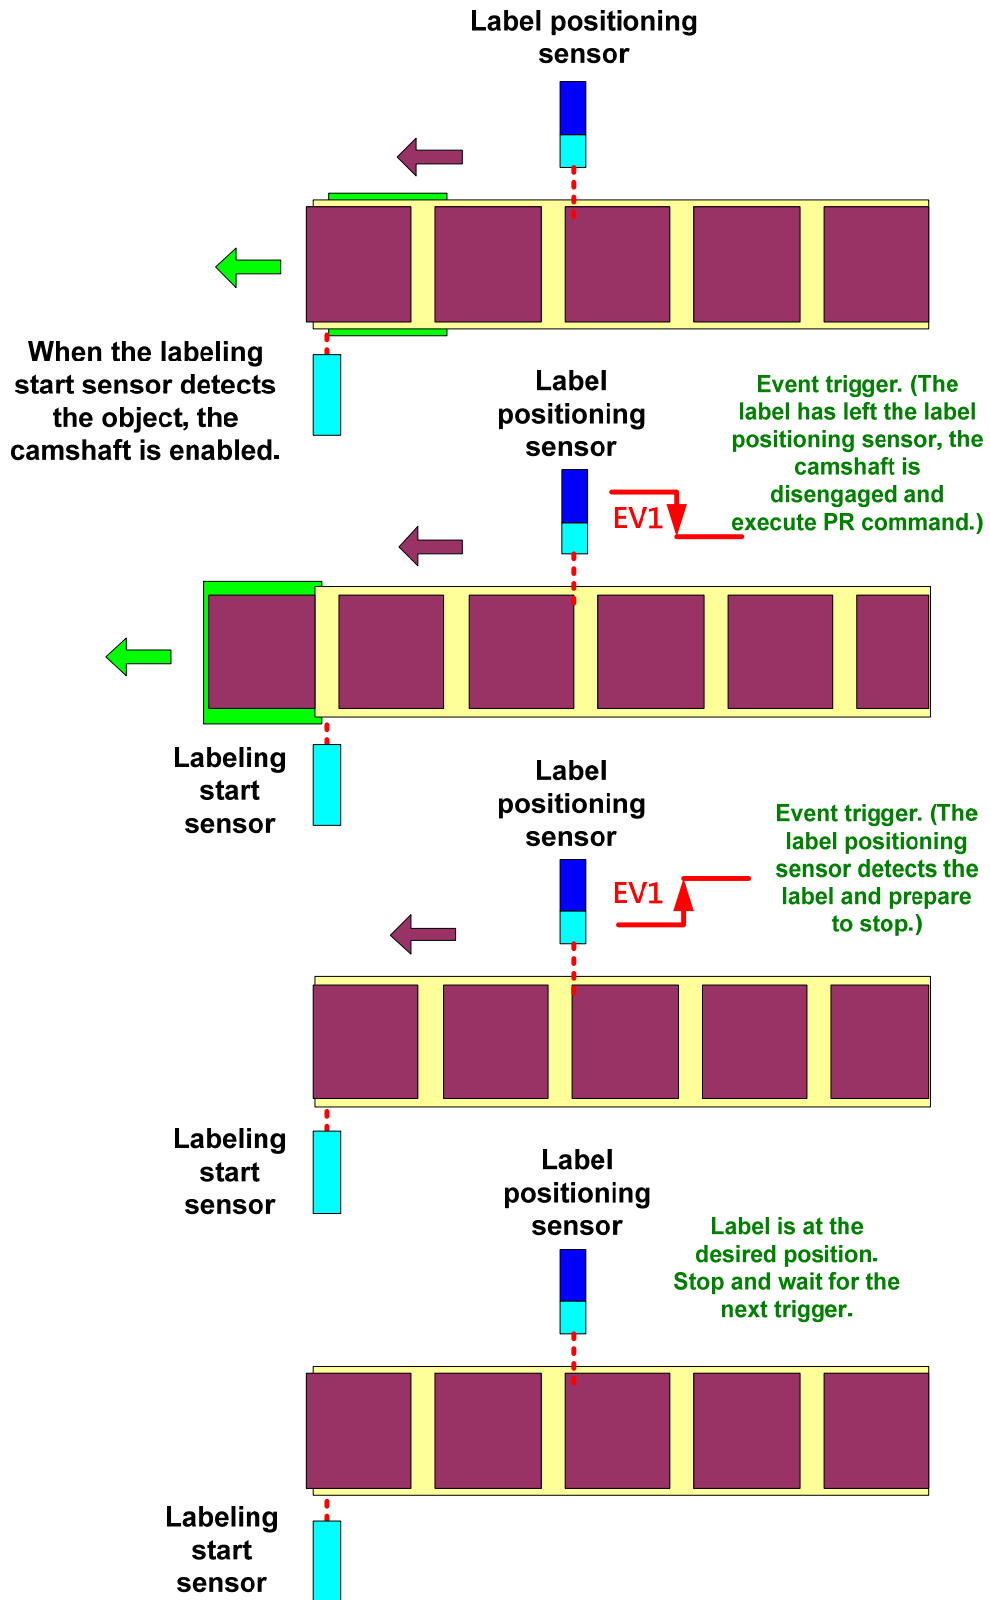 Label positioning
sensor
When the labeling
start sensor detects
the object, the
camshaft is enabled.
Label
positioning
sensor
Event trigger. (The
label has left the label
positioning sensor, the
camshaft is
disengaged and
execute PR command.)
EV1
Labeling
start
sensor
Label
positioning
sensor
Event trigger. (The
label positioning
sensor detects the
label and prepare
to stop.)
EV1
Labeling
start
sensor
Label
positioning
sensor
Label is at the
desired position.
Stop and wait for the
next trigger.
Labeling
start
sensor